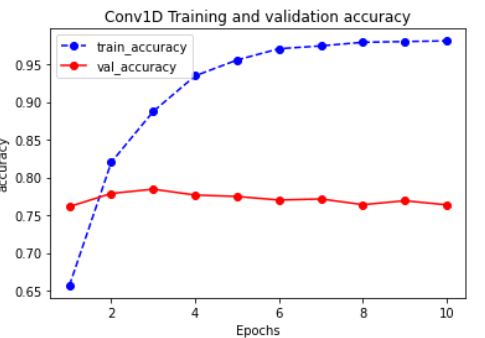 Conv1D Training and validation accuracy
train_accuracy
val_accuracy
accuracy
0.95
0.90
0.85
0.80
0.75
0.70
0.65
2
4
6
8
10
Epochs